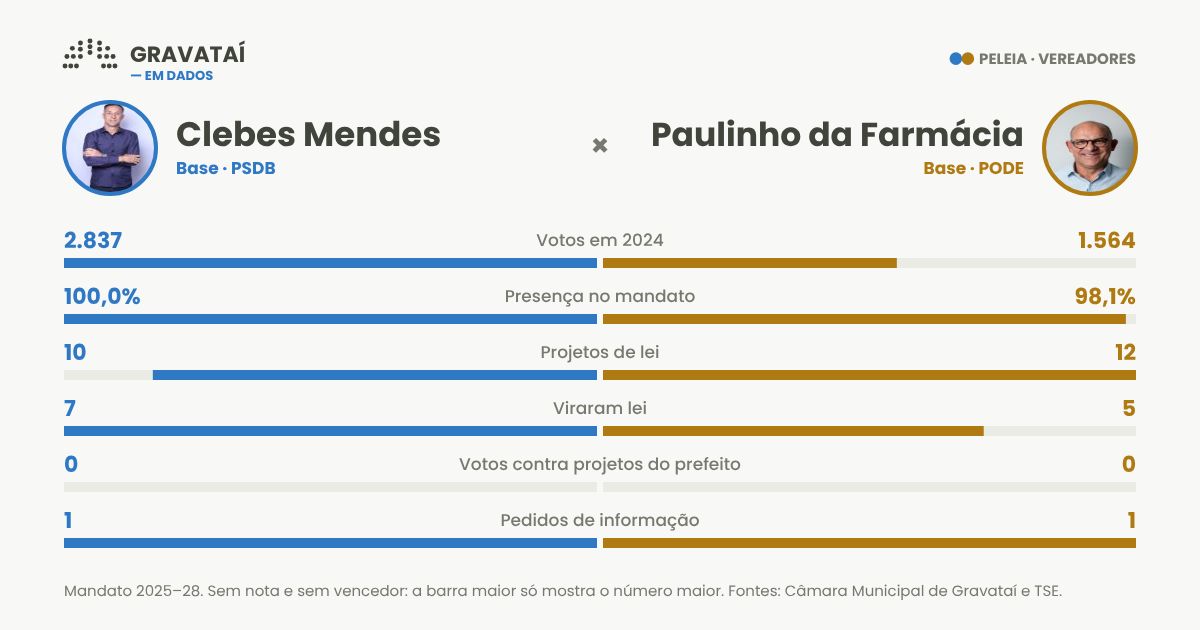 GRAVATAÍ
— EM DADOS
PELEIA · VEREADORES
Clebes Mendes
Base · PSDB
×
Paulinho da Farmácia
Base · PODE
2.837 Votos em 2024 1.564
100,0% Presença no mandato 98,1%
10 Projetos de lei 12
7 Viraram lei 5
0 Votos contra projetos do prefeito 0
1 Pedidos de informação 1
Mandato 2025–28. Sem nota e sem vencedor: a barra maior só mostra o número maior. Fontes: Câmara Municipal de Gravataí e TSE.